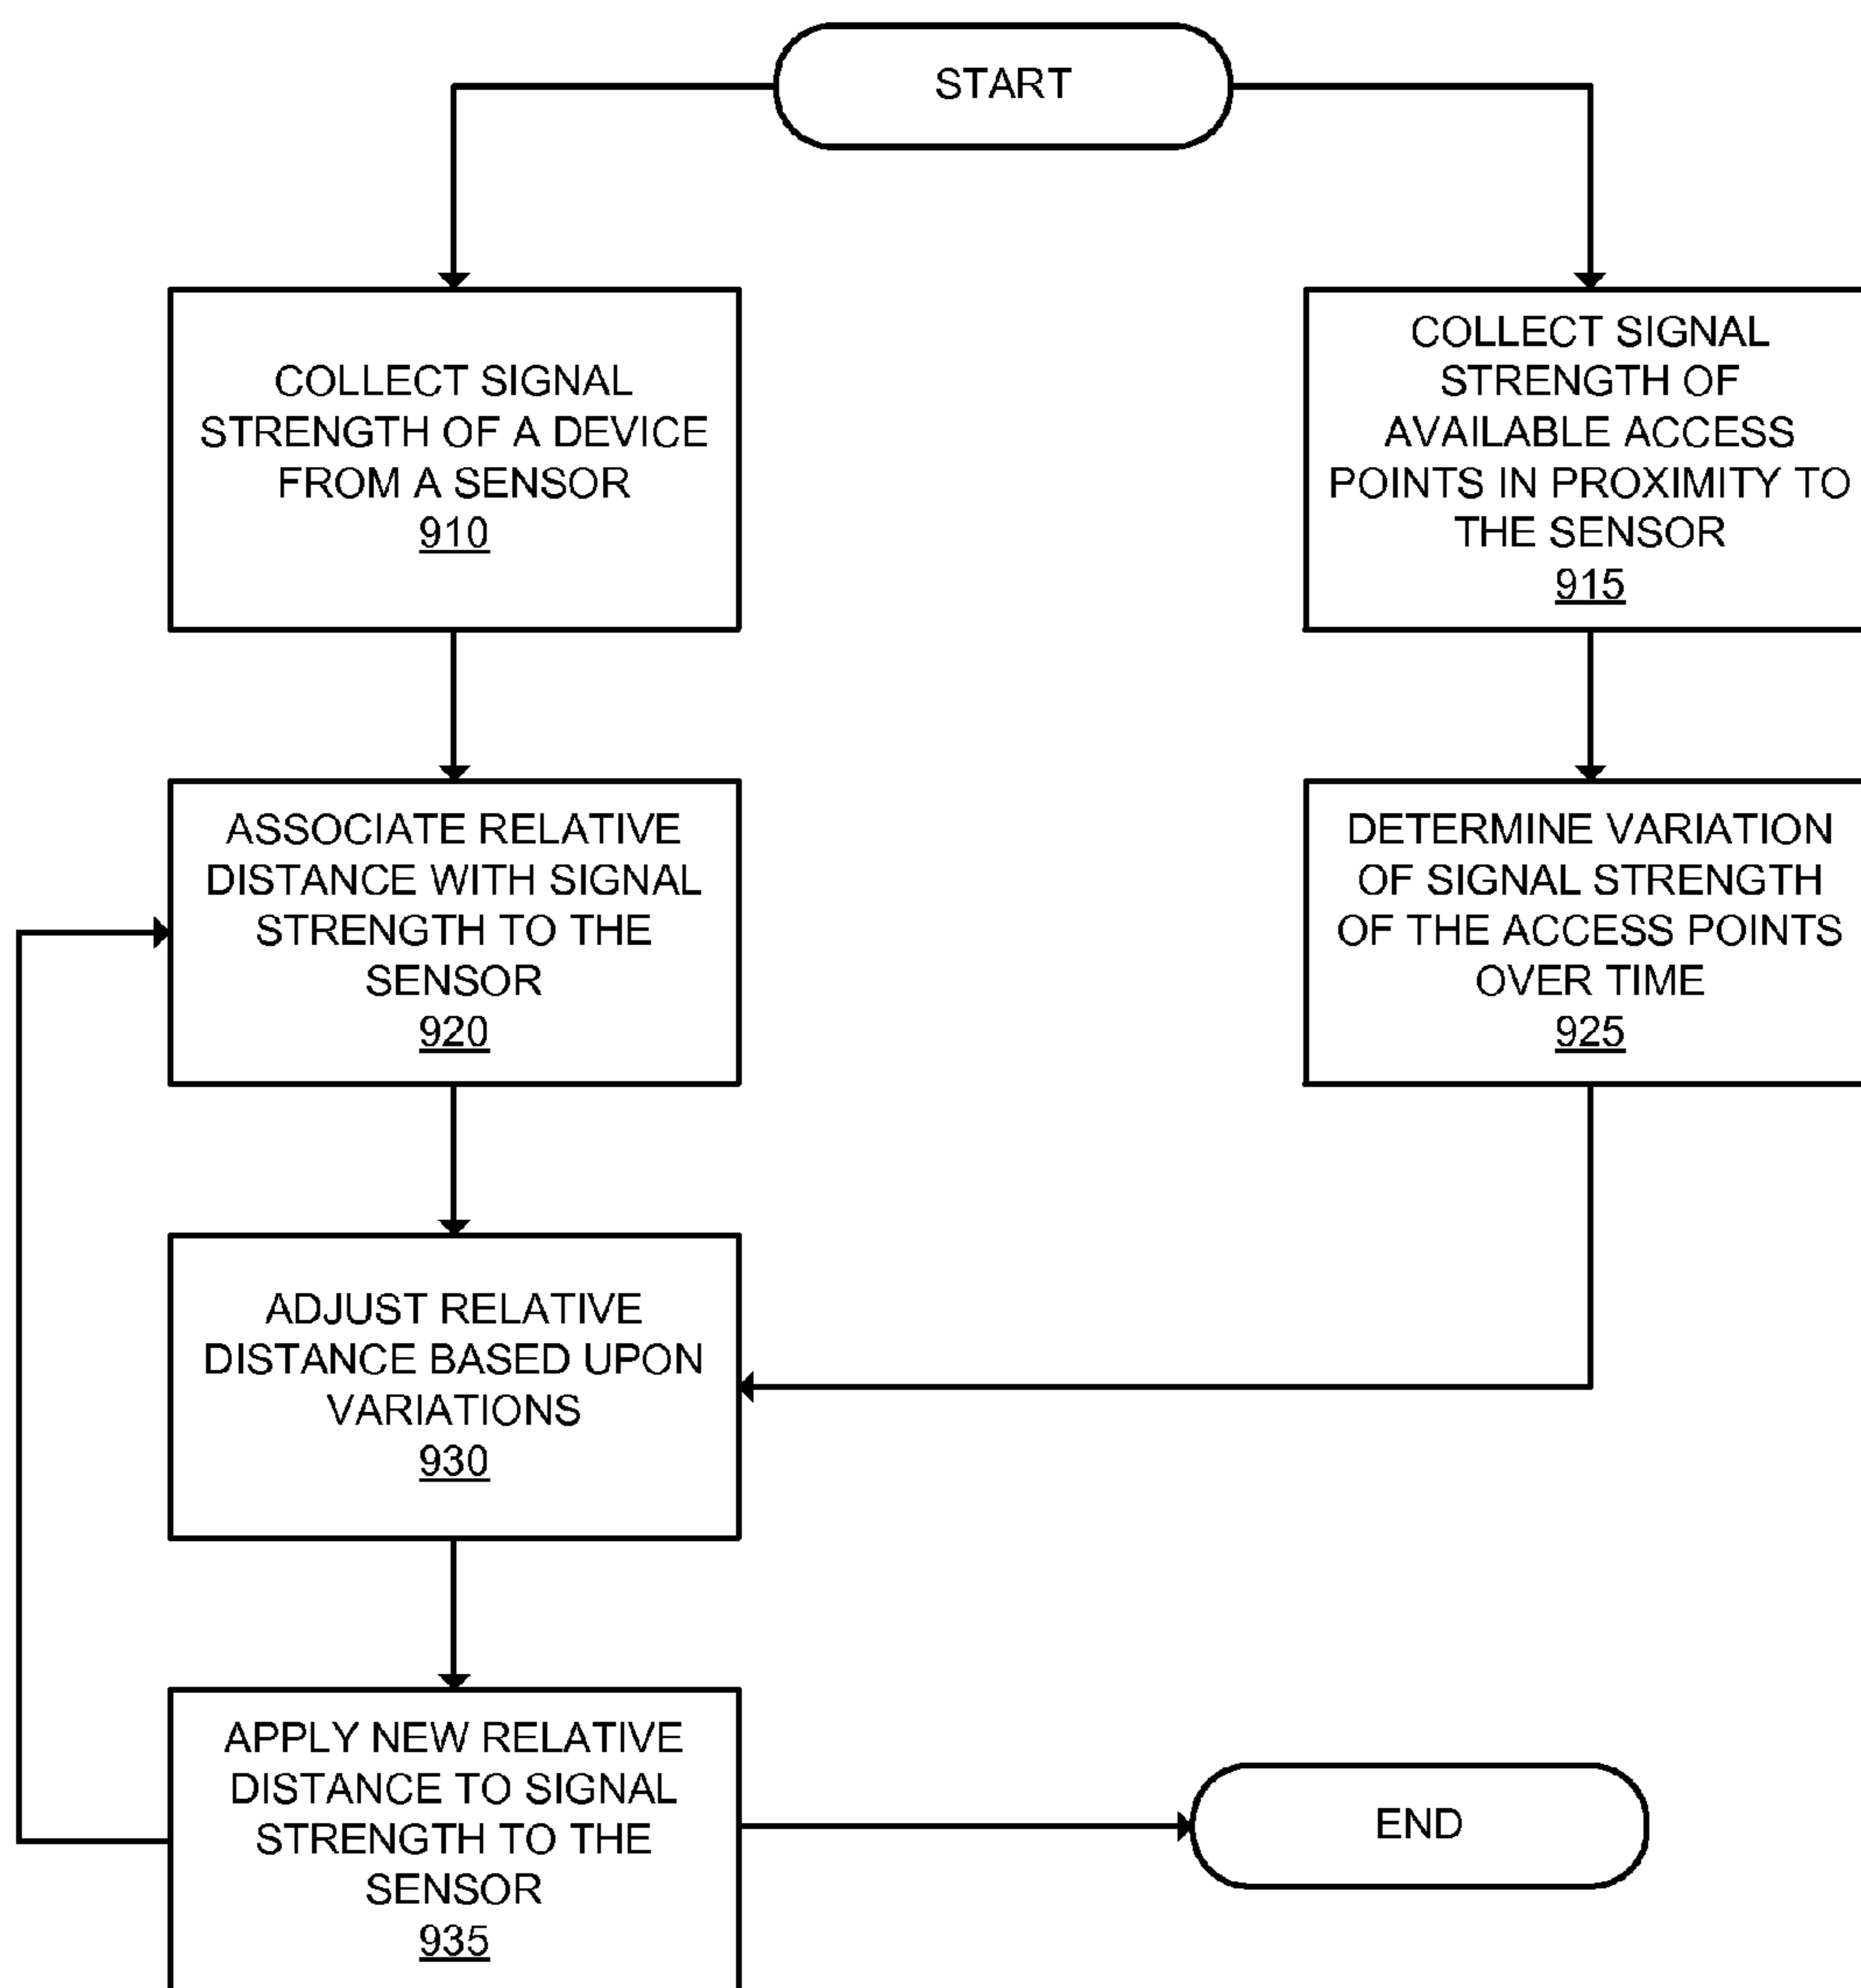 START
COLLECT SIGNAL
STRENGTH OF A DEVICE
FROM A SENSOR
910
COLLECT SIGNAL
STRENGTH OF
AVAILABLE ACCESS
POINTS IN PROXIMITY TO
THE SENSOR
915
ASSOCIATE RELATIVE
DISTANCE WITH SIGNAL
STRENGTH TO THE
SENSOR
920
DETERMINE VARIATION
OF SIGNAL STRENGTH
OF THE ACCESS POINTS
OVER TIME
925
ADJUST RELATIVE
DISTANCE BASED UPON
VARIATIONS
930
APPLY NEW RELATIVE
DISTANCE TO SIGNAL
STRENGTH TO THE
SENSOR
935
END